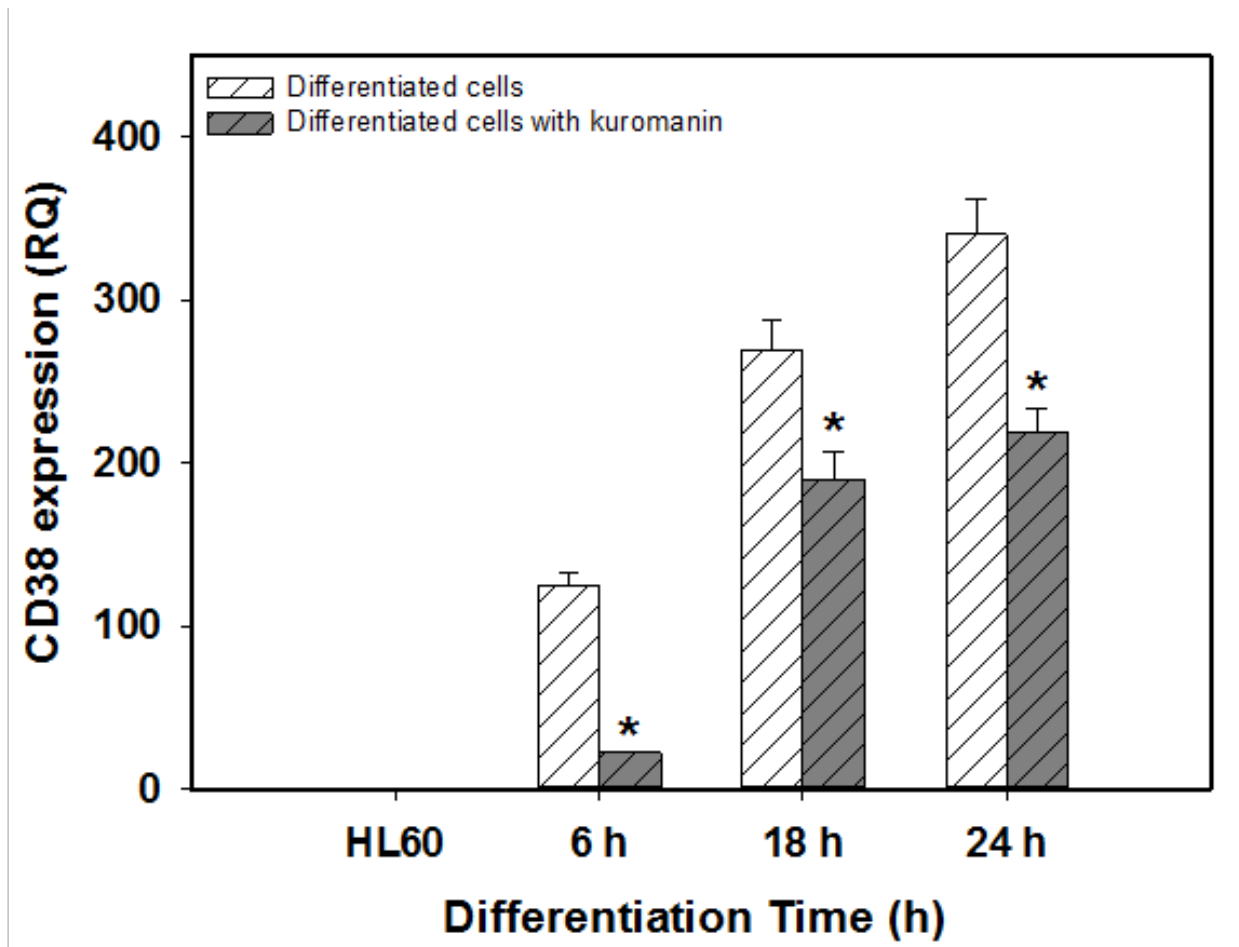 Differentiated cells
Differentiated cells with kuromanin
CD38 expression (RQ)
400
300
200
100
0
*
*
*
HL60 6 h 18 h 24 h
Differentiation Time (h)